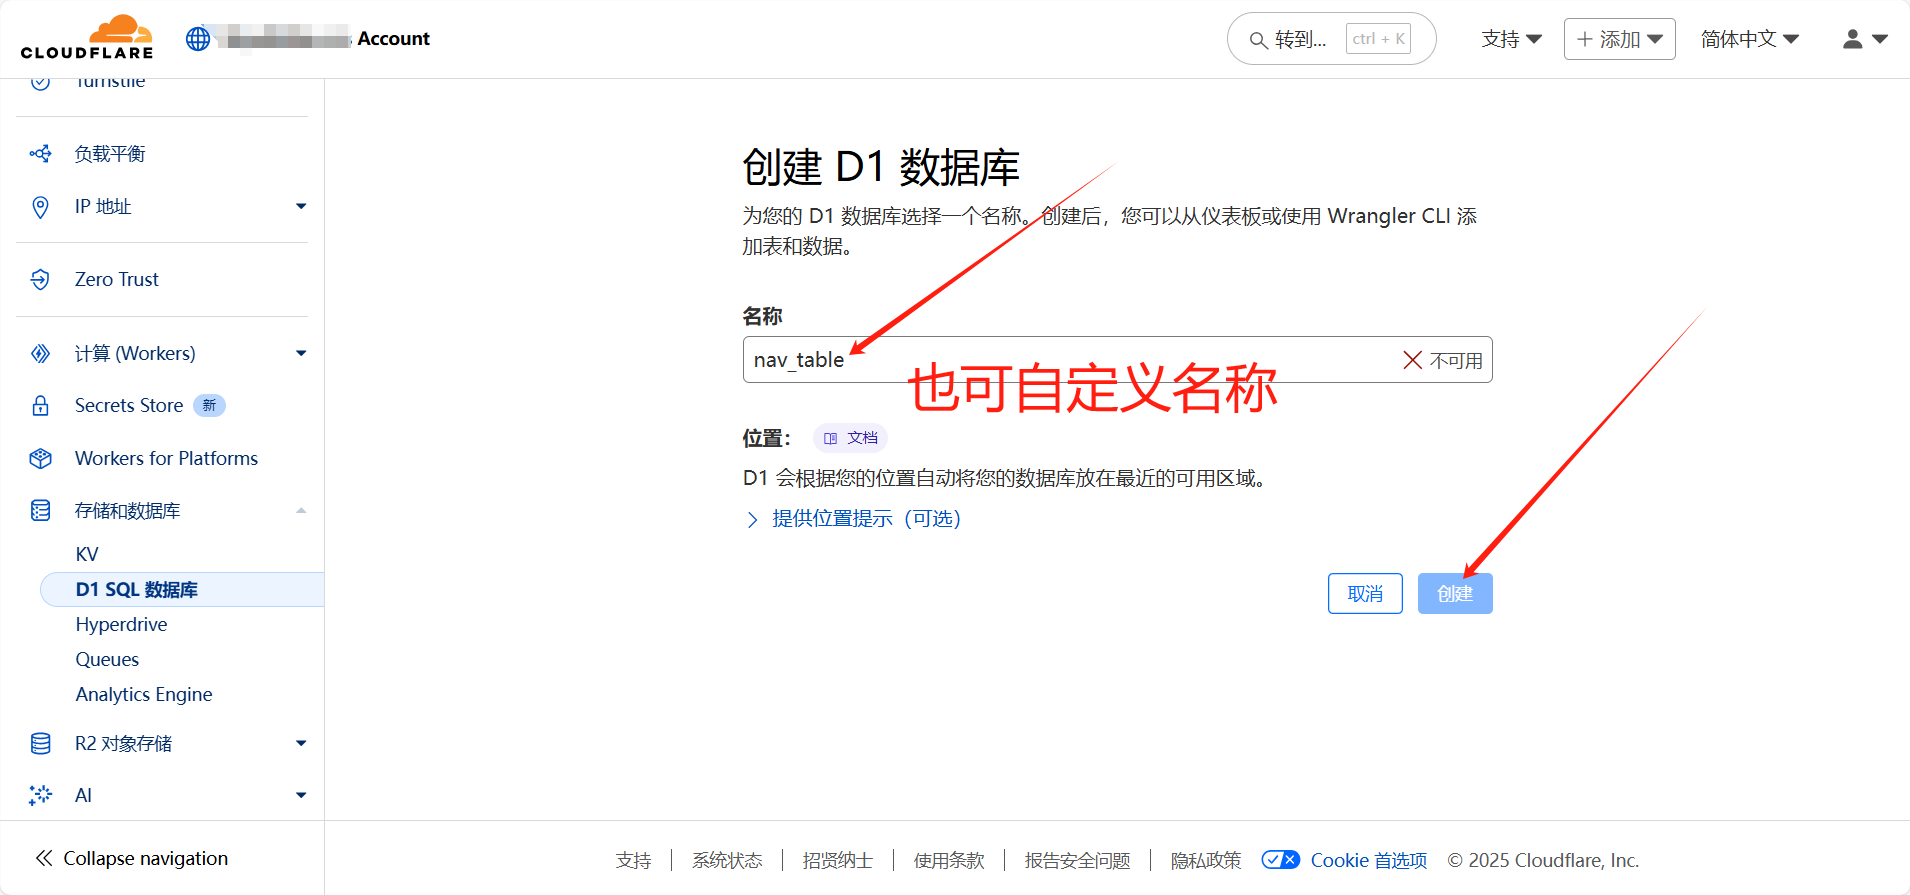 CLOUDFLARE
Account
转到...
ctrl + K
支持
添加
简体中文
Turnstile
负载平衡
IP 地址
Zero Trust
计算 (Workers)
Secrets Store 新
Workers for Platforms
存储和数据库
KV
D1 SQL 数据库
Hyperdrive
Queues
Analytics Engine
R2 对象存储
AI
Collapse navigation
创建 D1 数据库
为您的 D1 数据库选择一个名称。创建后，您可以从仪表板或使用 Wrangler CLI 添
加表和数据。
名称
nav_table
不可用
也可自定义名称
位置： 文档
D1 会根据您的位置自动将您的数据库放在最近的可用区域。
提供位置提示（可选）
取消
创建
支持
系统状态
招贤纳士
使用条款
报告安全问题
隐私政策
Cookie 首选项
© 2025 Cloudflare, Inc.